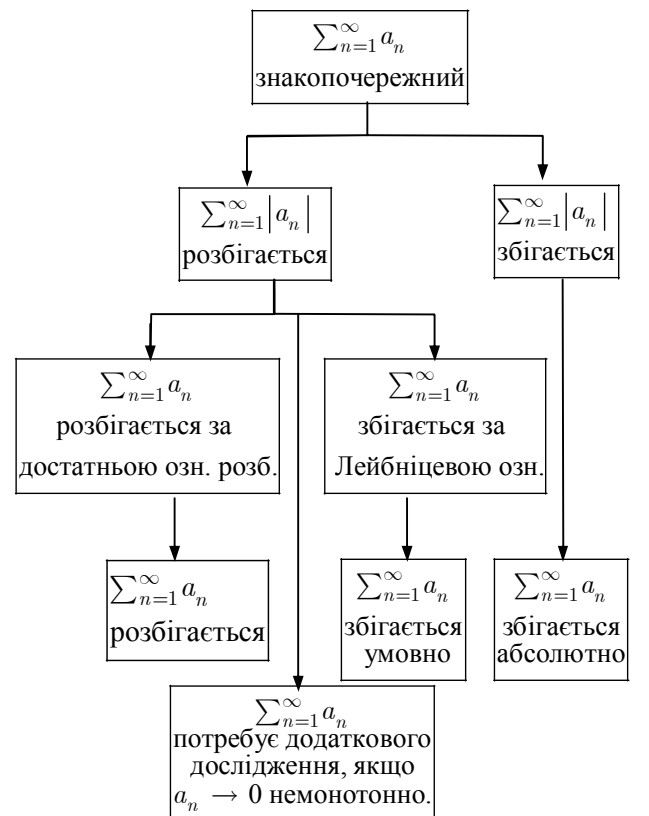 ∑_{n=1}^{∞} a_n
знакопочережний
∑_{n=1}^{∞} |a_n|
розбігається
∑_{n=1}^{∞} |a_n|
збігається
∑_{n=1}^{∞} a_n
розбігається за
достатньою озн. розб.
∑_{n=1}^{∞} a_n
збігається за
Лейбніцевою озн.
∑_{n=1}^{∞} a_n
розбігається
∑_{n=1}^{∞} a_n
збігається
умовно
∑_{n=1}^{∞} a_n
збігається
абсолютно
∑_{n=1}^{∞} a_n
потребує додаткового
дослідження, якщо
a_n → 0 немонотонно.